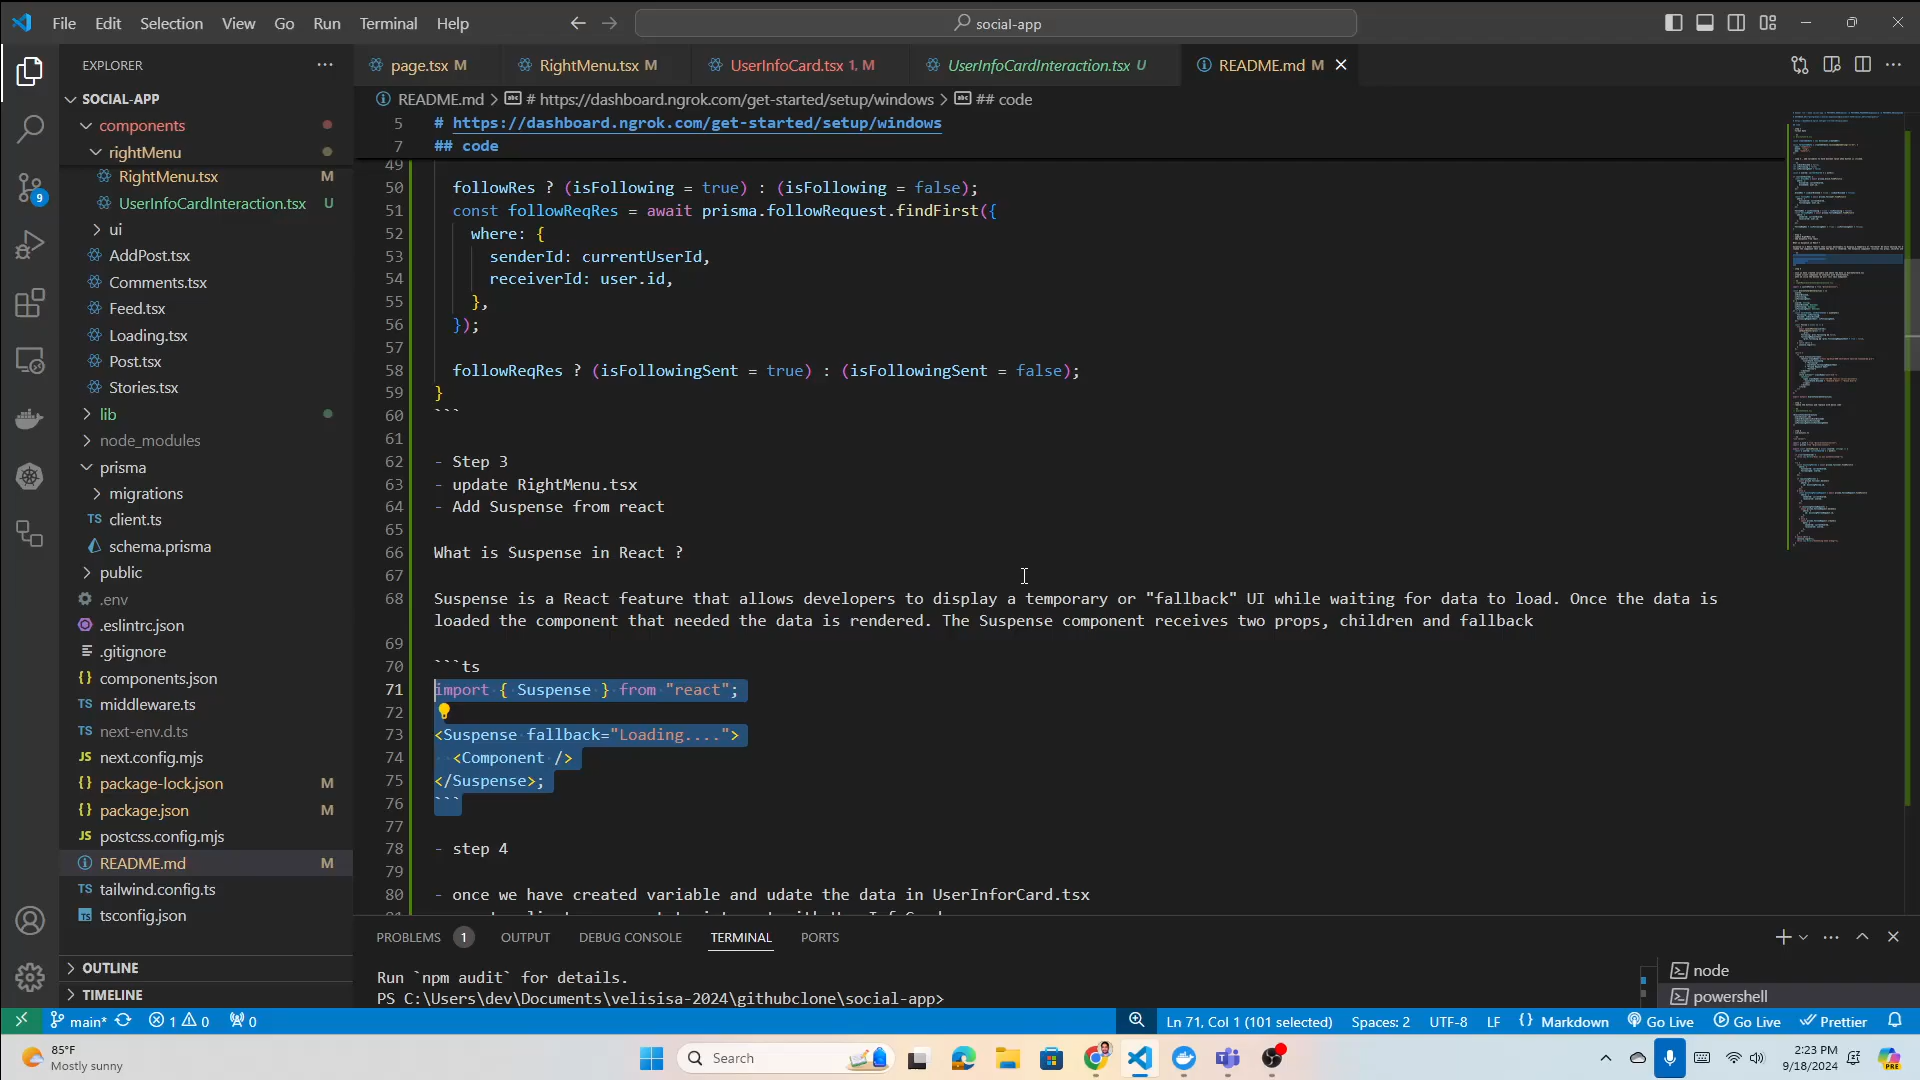 File Edit Selection View Go Run Terminal Help
social-app
EXPLORER
page.tsx M
RightMenu.tsx M
UserInfoCard.tsx 1, M
UserInfoCardInteraction.tsx U
README.md M
README.md > # https://dashboard.ngrok.com/get-started/setup/windows > ## code
SOCIAL-APP
components
rightMenu
RightMenu.tsx M
UserInfoCardInteraction.tsx U
ui
AddPost.tsx
Comments.tsx
Feed.tsx
Loading.tsx
Post.tsx
Stories.tsx
lib
node_modules
prisma
migrations
TS client.ts
schema.prisma
public
.env
.eslintrc.json
.gitignore
{} components.json
TS middleware.ts
TS next-env.d.ts
JS next.config.mjs
{} package-lock.json M
{} package.json M
JS postcss.config.mjs
README.md M
TS tailwind.config.ts
tsconfig.json
OUTLINE
TIMELINE
5 # https://dashboard.ngrok.com/get-started/setup/windows
7 ## code
49
50 followRes ? (isFollowing = true) : (isFollowing = false);
51 const followReqRes = await prisma.followRequest.findFirst({
52 where: {
53 senderId: currentUserId,
54 receiverId: user.id,
55 },
56 });
57
58 followReqRes ? (isFollowingSent = true) : (isFollowingSent = false);
59 }
60 ```
61
62 - Step 3
63 - update RightMenu.tsx
64 - Add Suspense from react
65
66 What is Suspense in React ?
67
68 Suspense is a React feature that allows developers to display a temporary or "fallback" UI while waiting for data to load. Once the data is
loaded the component that needed the data is rendered. The Suspense component receives two props, children and fallback
69
70 ```ts
71 import { Suspense } from "react";
72
73 <Suspense fallback="Loading....">
74 <Component />
75 </Suspense>;
76 ```
77
78 - step 4
79
80 - once we have created variable and udate the data in UserInforCard.tsx
PROBLEMS 1 OUTPUT DEBUG CONSOLE TERMINAL PORTS
Run `npm audit` for details.
PS C:\Users\dev\Documents\velisisa-2024\githubclone\social-app>
node
powershell
9
main* 1 0 0
Ln 71, Col 1 (101 selected) Spaces: 2 UTF-8 LF {} Markdown Go Live Go Live Prettier
85°F
Mostly sunny
Search
2:23 PM
9/18/2024
PRE